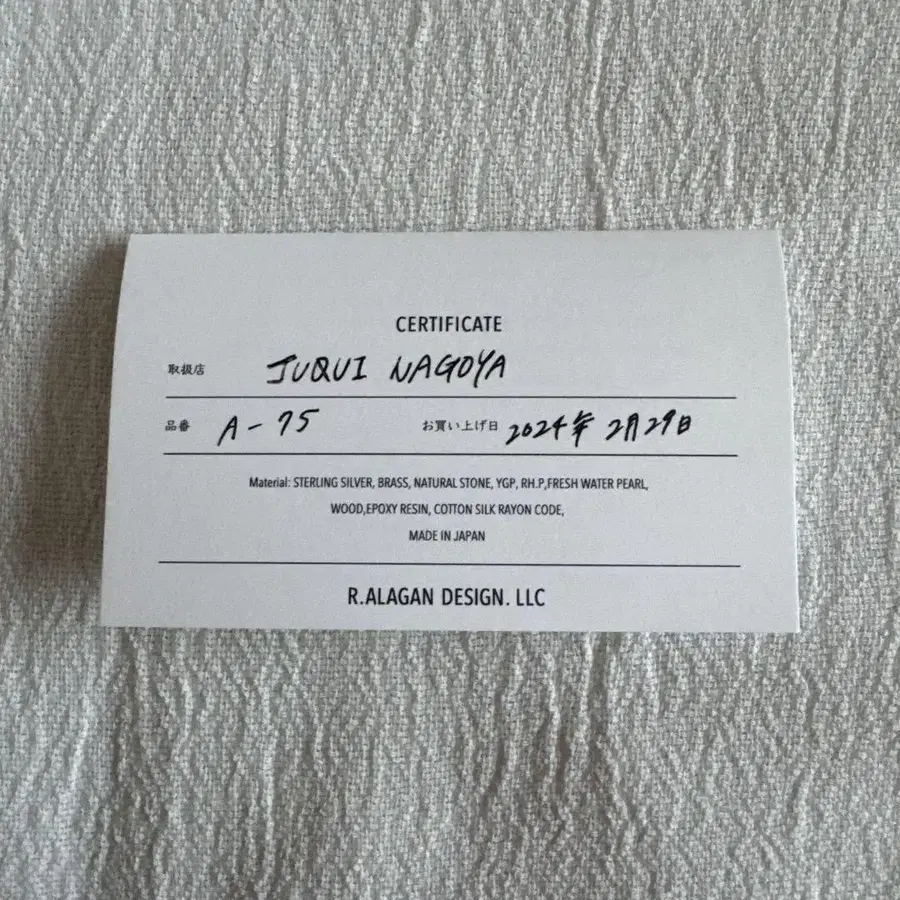 CERTIFICATE
取扱店 JUQUI NAGOYA
品番 A-75 お買い上げ日 2024年 2月29日
Material: STERLING SILVER, BRASS, NATURAL STONE, YGP, RH.P,FRESH WATER PEARL,
WOOD,EPOXY RESIN, COTTON SILK RAYON CODE,
MADE IN JAPAN
R.ALAGAN DESIGN. LLC